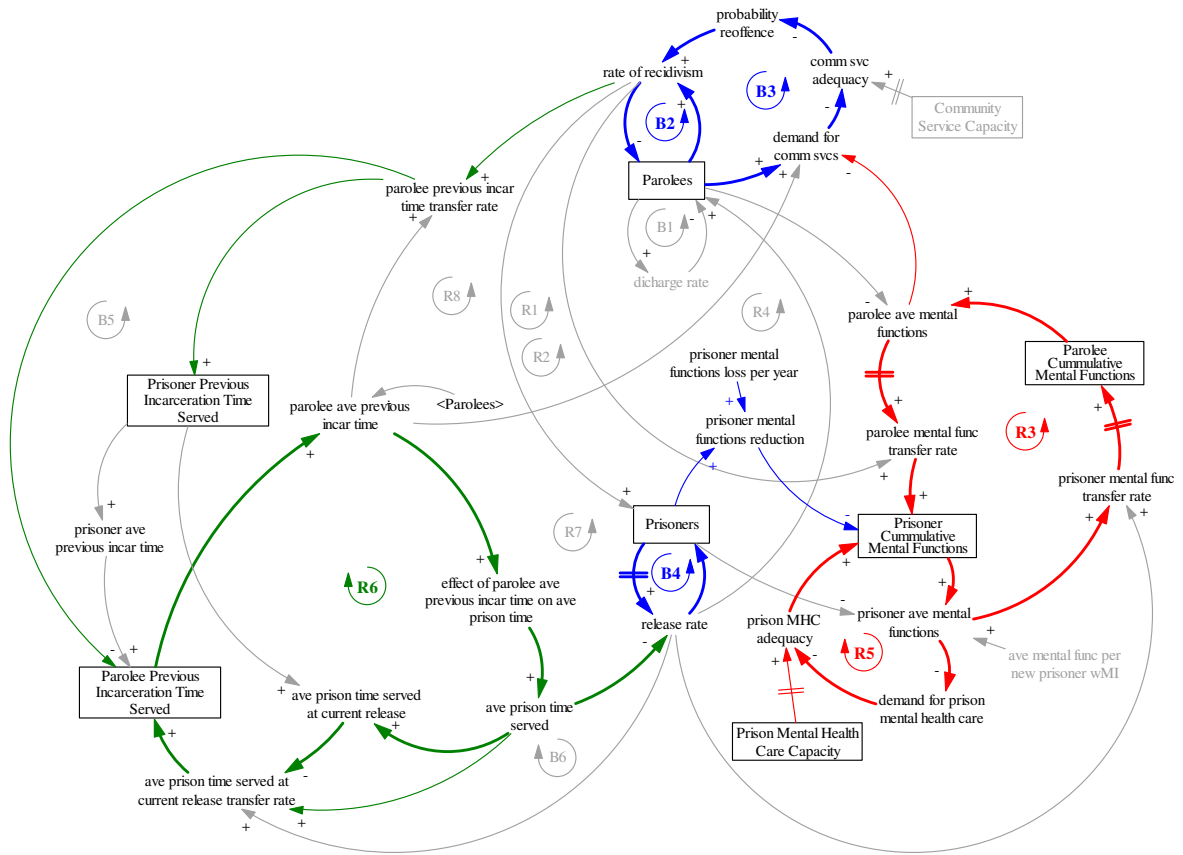 probability
reoffence
rate of recidivism
comm svc
adequacy
B3
Community
Service Capacity
B2
demand for
comm svcs
Parolees
parolee previous incar
time transfer rate
B1
dicharge rate
R8
R1
R4
B5
R2
parolee ave mental
functions
Parolee
Cummulative
Mental Functions
prisoner mental
functions loss per year
Prisoner Previous
Incarceration Time
Served
parolee ave previous
incar time
<Parolees>
prisoner mental
functions reduction
parolee mental func
transfer rate
R3
prisoner mental func
transfer rate
Prisoners
Prisoner
Cummulative
Mental Functions
prisoner ave
previous incar time
R7
R6
effect of parolee ave
previous incar time on ave
prison time
B4
release rate
prison MHC
adequacy
prisoner ave mental
functions
R5
ave mental func per
new prisoner wMI
Parolee Previous
Incarceration Time
Served
ave prison time served
at current release
ave prison time
served
demand for prison
mental health care
Prison Mental Health
Care Capacity
B6
ave prison time served at
current release transfer rate